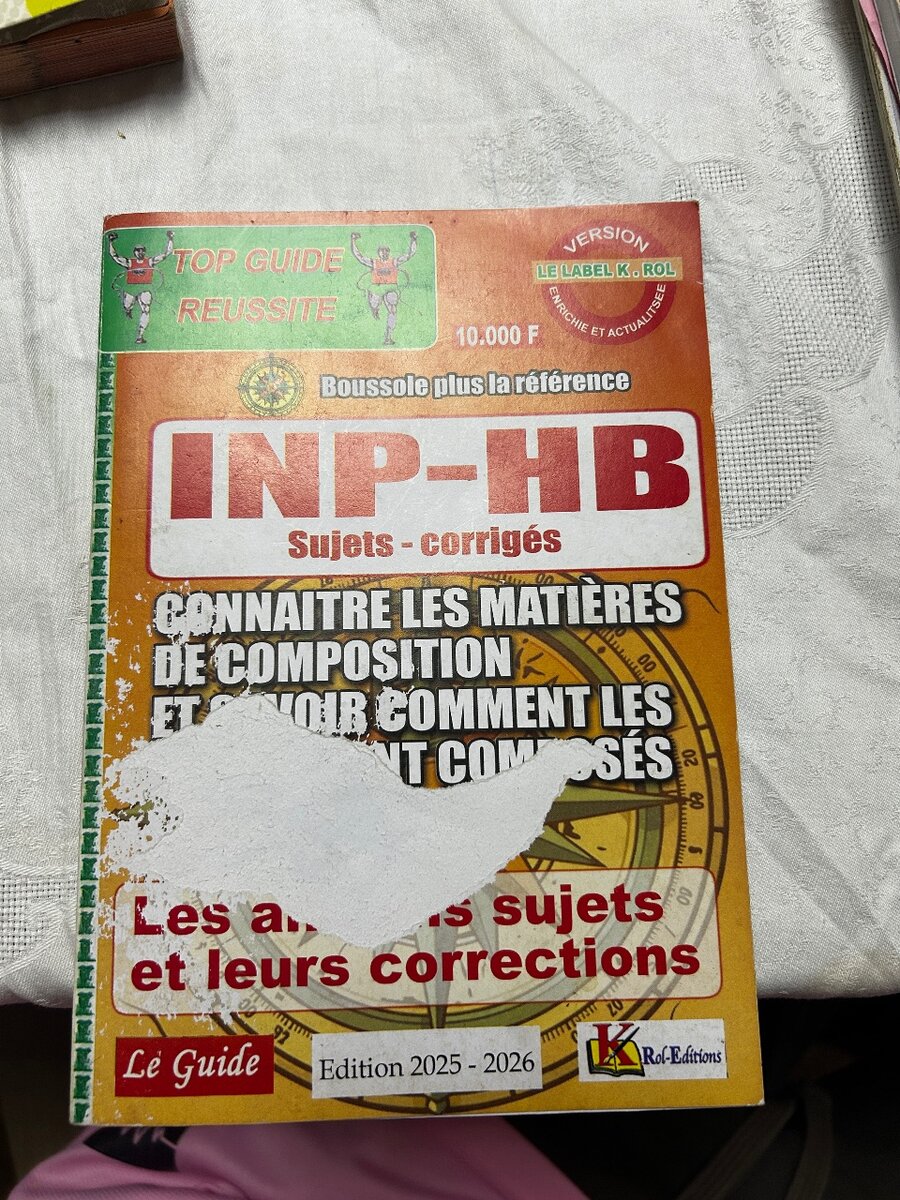 TOP GUIDE
REUSSITE
VERSION
LE LABEL K . ROL
ENRICHIE ET ACTUALITSEE
10.000 F
Boussole plus la référence
INP-HB
Sujets - corrigés
CONNAITRE LES MATIÈRES
DE COMPOSITION
ET COMMENT LES
Les sujets
et leurs corrections
Le Guide
Edition 2025 - 2026
K
Rol-Editions